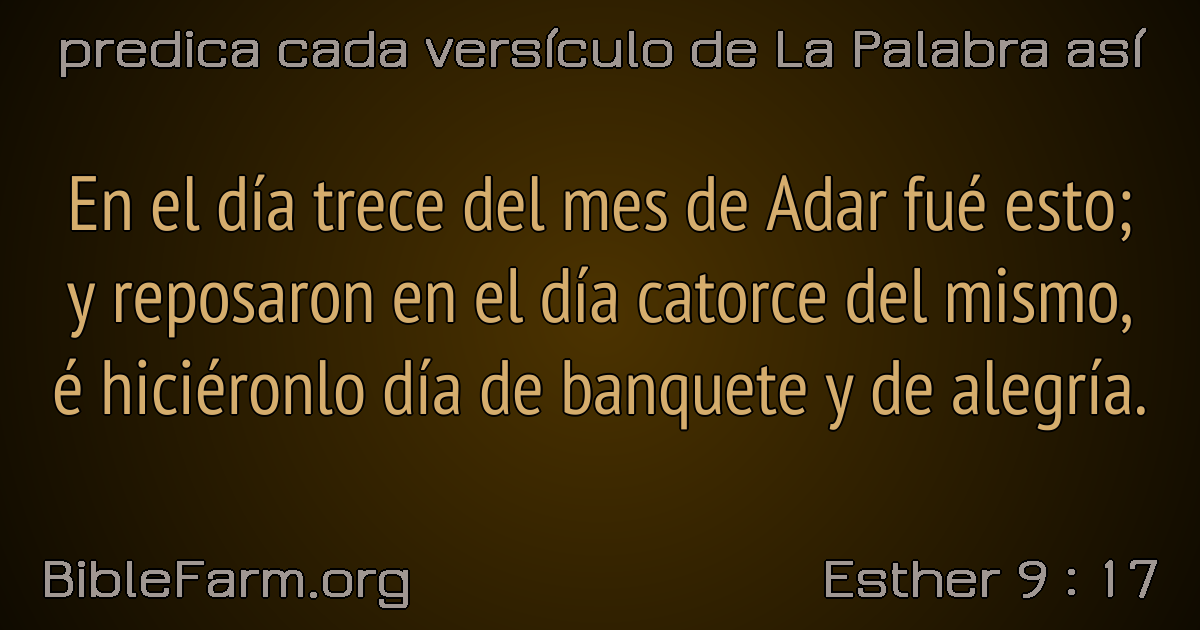 predica cada versículo de La Palabra así
En el día trece del mes de Adar fué esto;
y reposaron en el día catorce del mismo,
é hiciéronlo día de banquete y de alegría.
BibleFarm.org
Esther 9 : 17